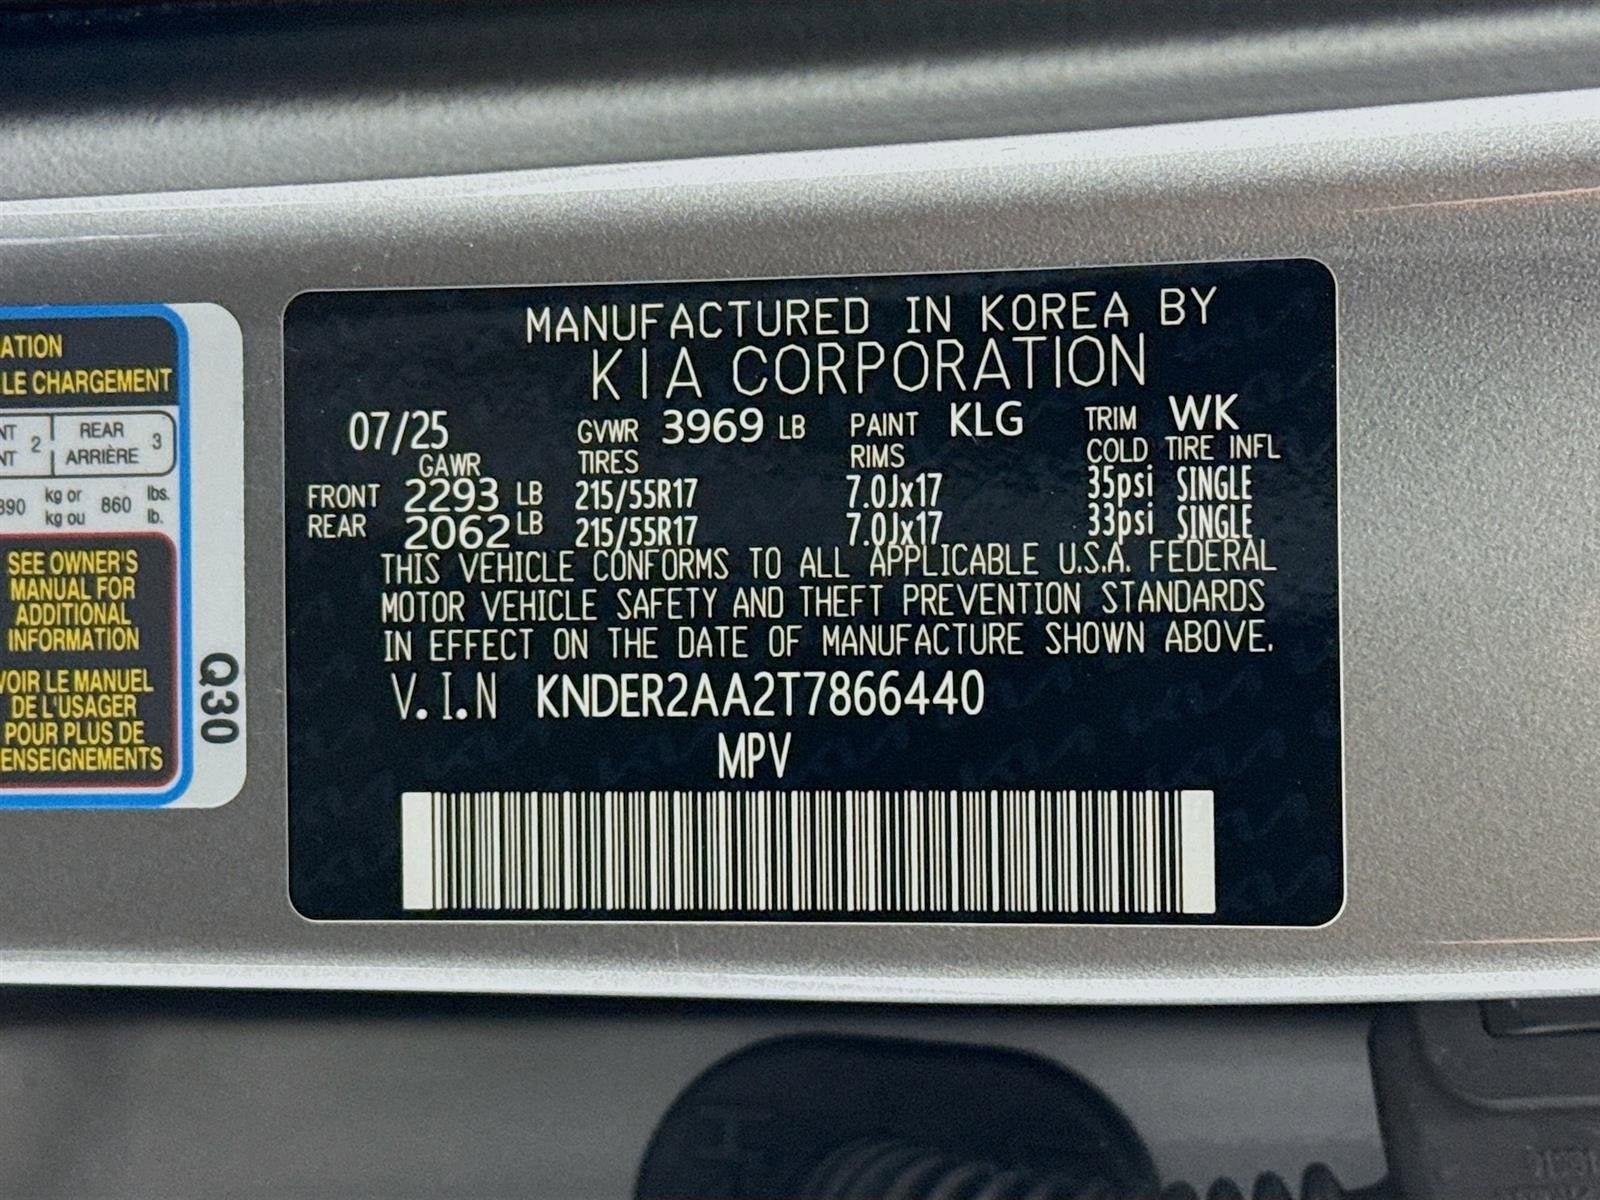 MANUFACTURED IN KOREA BY
KIA CORPORATION
07/25 GVWR 3969 LB PAINT KLG TRIM WK
GAWR TIRES RIMS COLD TIRE INFL
FRONT 2293 LB 215/55R17 7.0Jx17 35psi SINGLE
REAR 2062 LB 215/55R17 7.0Jx17 33psi SINGLE
THIS VEHICLE CONFORMS TO ALL APPLICABLE U.S.A. FEDERAL
MOTOR VEHICLE SAFETY AND THEFT PREVENTION STANDARDS
IN EFFECT ON THE DATE OF MANUFACTURE SHOWN ABOVE.
V.I.N KNDER2AA2T7866440
MPV
ATION
LE CHARGEMENT
NT 2 REAR 3
NT ARRIÈRE
390 kg or 860 lbs.
kg ou lb.
SEE OWNER'S
MANUAL FOR
ADDITIONAL
INFORMATION
VOIR LE MANUEL
DE L'USAGER
POUR PLUS DE
ENSEIGNEMENTS
Q30